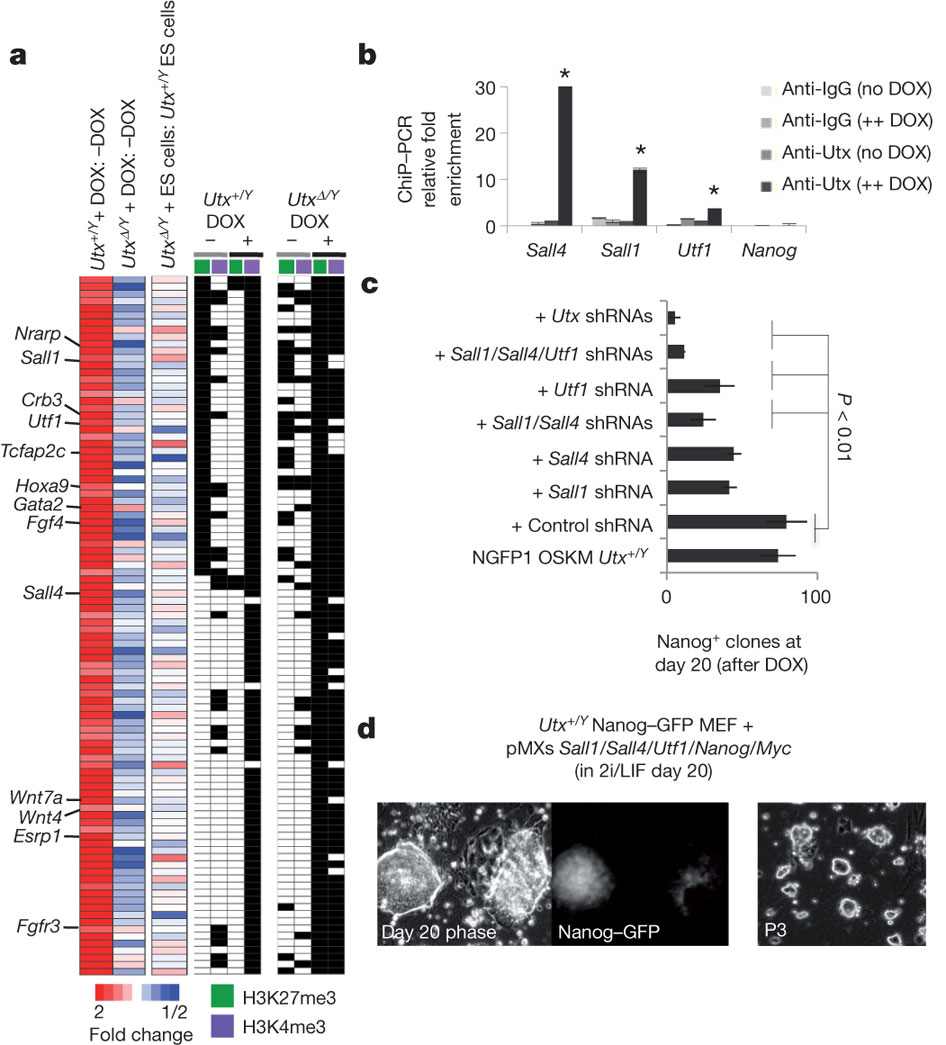 a
Utx+/Y + DOX: –DOX
UtxΔ/Y + DOX: –DOX
UtxΔ/Y + ES cells: Utx+/Y ES cells
Utx+/Y
DOX
– +
UtxΔ/Y
DOX
– +
Nrarp
Sall1
Crb3
Utf1
Tcfap2c
Hoxa9
Gata2
Fgf4
Sall4
Wnt7a
Wnt4
Esrp1
Fgfr3
2 1/2
Fold change
H3K27me3
H3K4me3
b
ChiP–PCR
relative fold
enrichment
30
20
10
0
*
*
*
Sall4 Sall1 Utf1 Nanog
Anti-IgG (no DOX)
Anti-IgG (++ DOX)
Anti-Utx (no DOX)
Anti-Utx (++ DOX)
c
+ Utx shRNAs
+ Sall1/Sall4/Utf1 shRNAs
+ Utf1 shRNA
+ Sall1/Sall4 shRNAs
+ Sall4 shRNA
+ Sall1 shRNA
+ Control shRNA
NGFP1 OSKM Utx+/Y
P < 0.01
0 100
Nanog+ clones at
day 20 (after DOX)
d
Utx+/Y Nanog–GFP MEF +
pMXs Sall1/Sall4/Utf1/Nanog/Myc
(in 2i/LIF day 20)
Day 20 phase
Nanog–GFP
P3